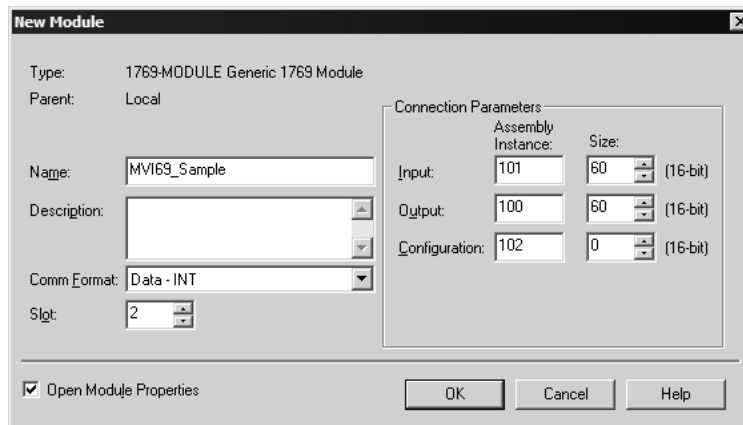 New Module
Type: 1769-MODULE Generic 1769 Module
Parent: Local
Connection Parameters
Assembly Instance: Size:
Name: MVI69_Sample
Input: 101 60 (16-bit)
Description:
Output: 100 60 (16-bit)
Configuration: 102 0 (16-bit)
Comm Format: Data - INT
Slot: 2
Open Module Properties
OK Cancel Help